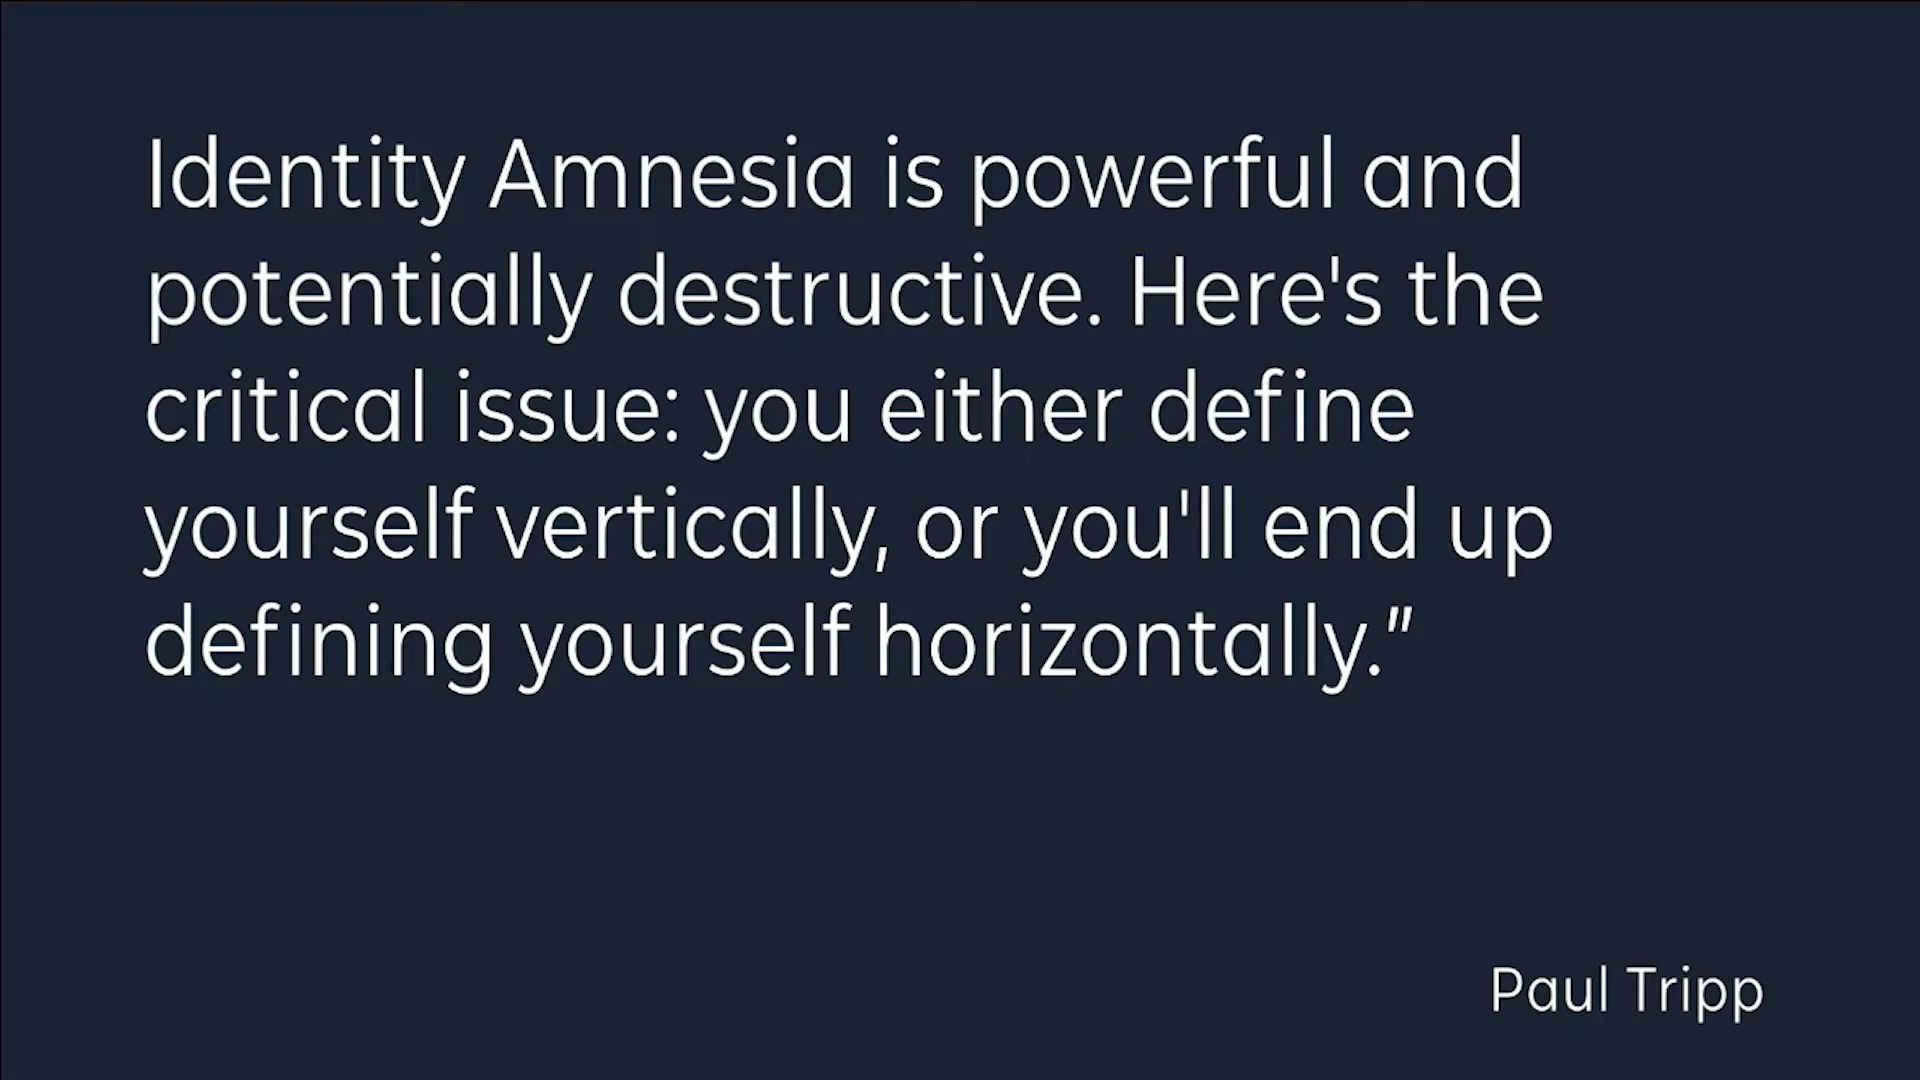 Identity Amnesia is powerful and
potentially destructive. Here's the
critical issue: you either define
yourself vertically, or you'll end up
defining yourself horizontally.”
Paul Tripp